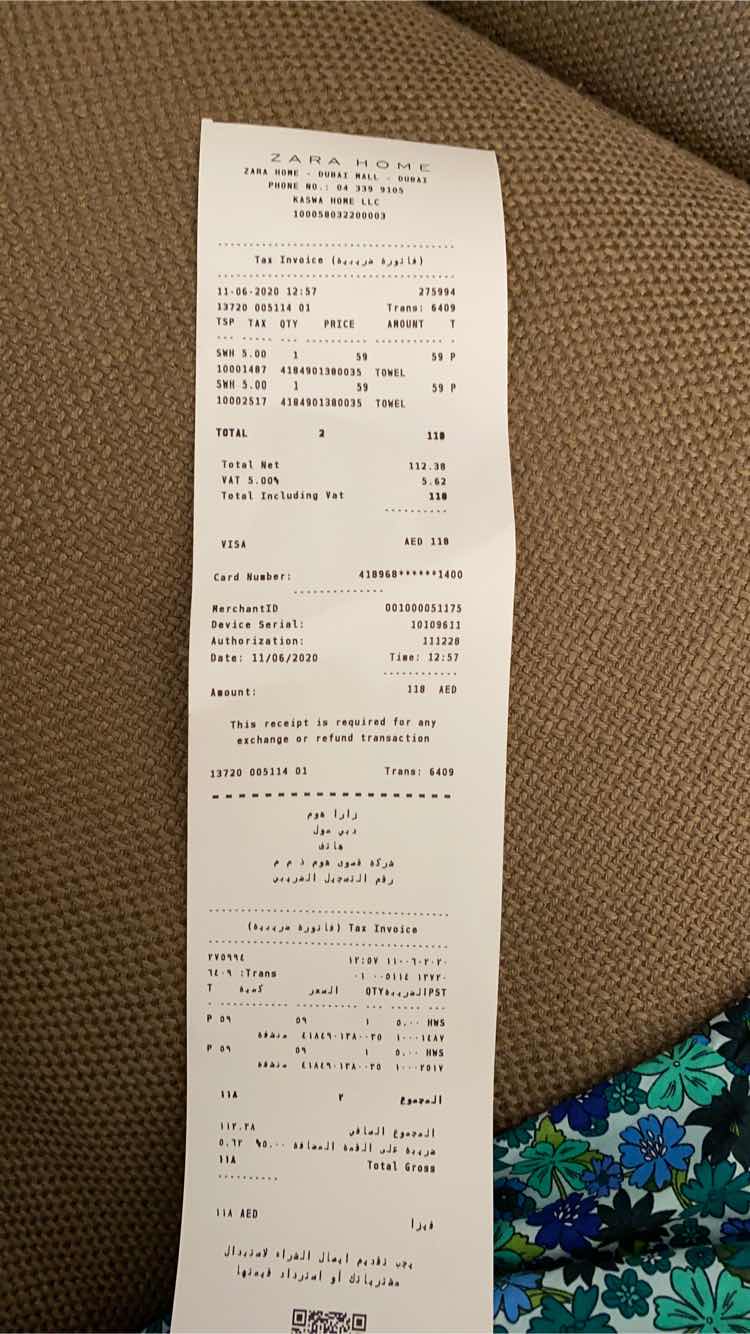 ZARA HOME
ZARA HOME - DUBAI MALL - DUBAI
PHONE NO.: 04 339 9105
KASWA HOME LLC
100058032200003
Tax Invoice (فاتورة ضريبية)
11-06-2020 12:57 275994
13720 005114 01 Trans: 6409
TSP TAX QTY PRICE AMOUNT T
SWH 5.00 1 59 59 P
10001487 4184901380035 TOWEL
SWH 5.00 1 59 59 P
10002517 4184901380035 TOWEL
TOTAL 2 118
Total Net 112.38
VAT 5.00% 5.62
Total Including Vat 118
VISA AED 118
Card Number: 418968******1400
MerchantID 001000051175
Device Serial: 10109611
Authorization: 111228
Date: 11/06/2020 Time: 12:57
Amount: 118 AED
This receipt is required for any
exchange or refund transaction
13720 005114 01 Trans: 6409
زارا هوم
دبي مول
هاتف
شركة قصوى هوم ذ م م
رقم التسجيل الضريبي
Tax Invoice (فاتورة ضريبية)
٢٧٥٩٩٤ ١٢:٥٧ ١١-٠٦-٢٠٢٠
٦٤٠٩ :Trans ٠١ ٠٠٥١١٤ ١٣٧٢٠
T كمية السعر QTYالضريبةPST
P ٥٩ ٥٩ ١ ٥.٠٠ HWS
منتفة ٤١٨٤٩٠١٣٨٠٠٣٥ ١٠٠٠١٤٨٧
P ٥٩ ٥٩ ١ ٥.٠٠ HWS
منتفة ٤١٨٤٩٠١٣٨٠٠٣٥ ١٠٠٠٢٥١٧
١١٨ ٢ المجموع
١١٢.٣٨ المجموع الصافي
٥.٦٢ %٥.٠٠ ضريبة على القمة المضافة
١١٨ Total Gross
١١٨ AED فيزا
يجب تقديم ايصال الشراء لاستبدال
مشترياتك أو استرداد قيمتها